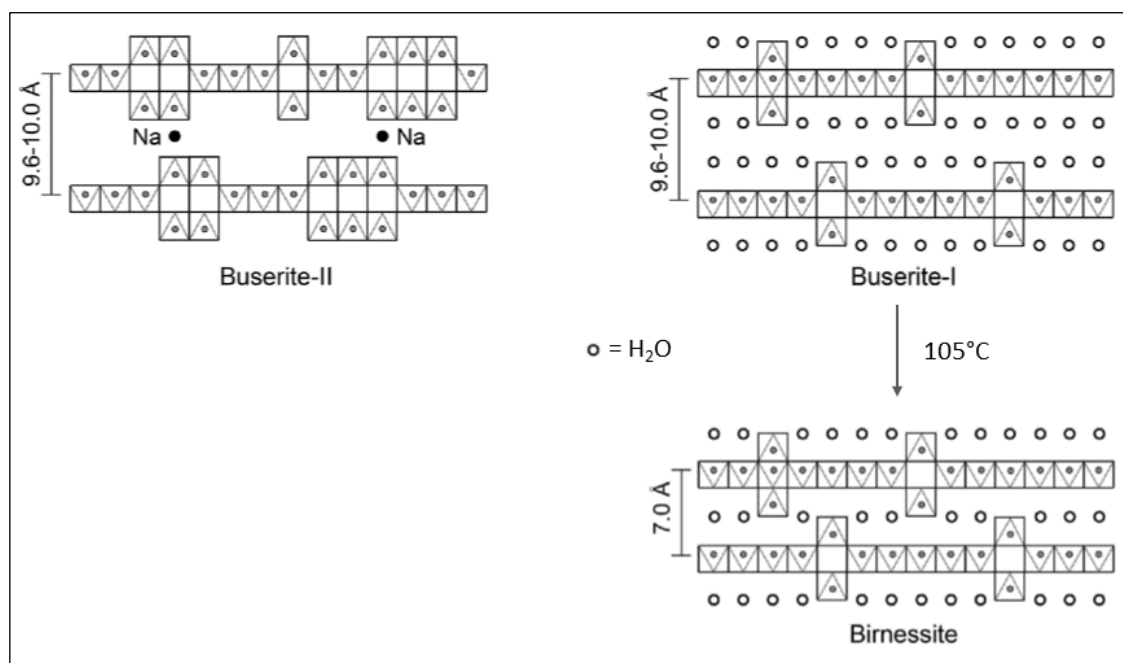 9.6-10.0 Å
Na
Na
Buserite-II
9.6-10.0 Å
Buserite-I
= H₂O
105°C
7.0 Å
Birnessite